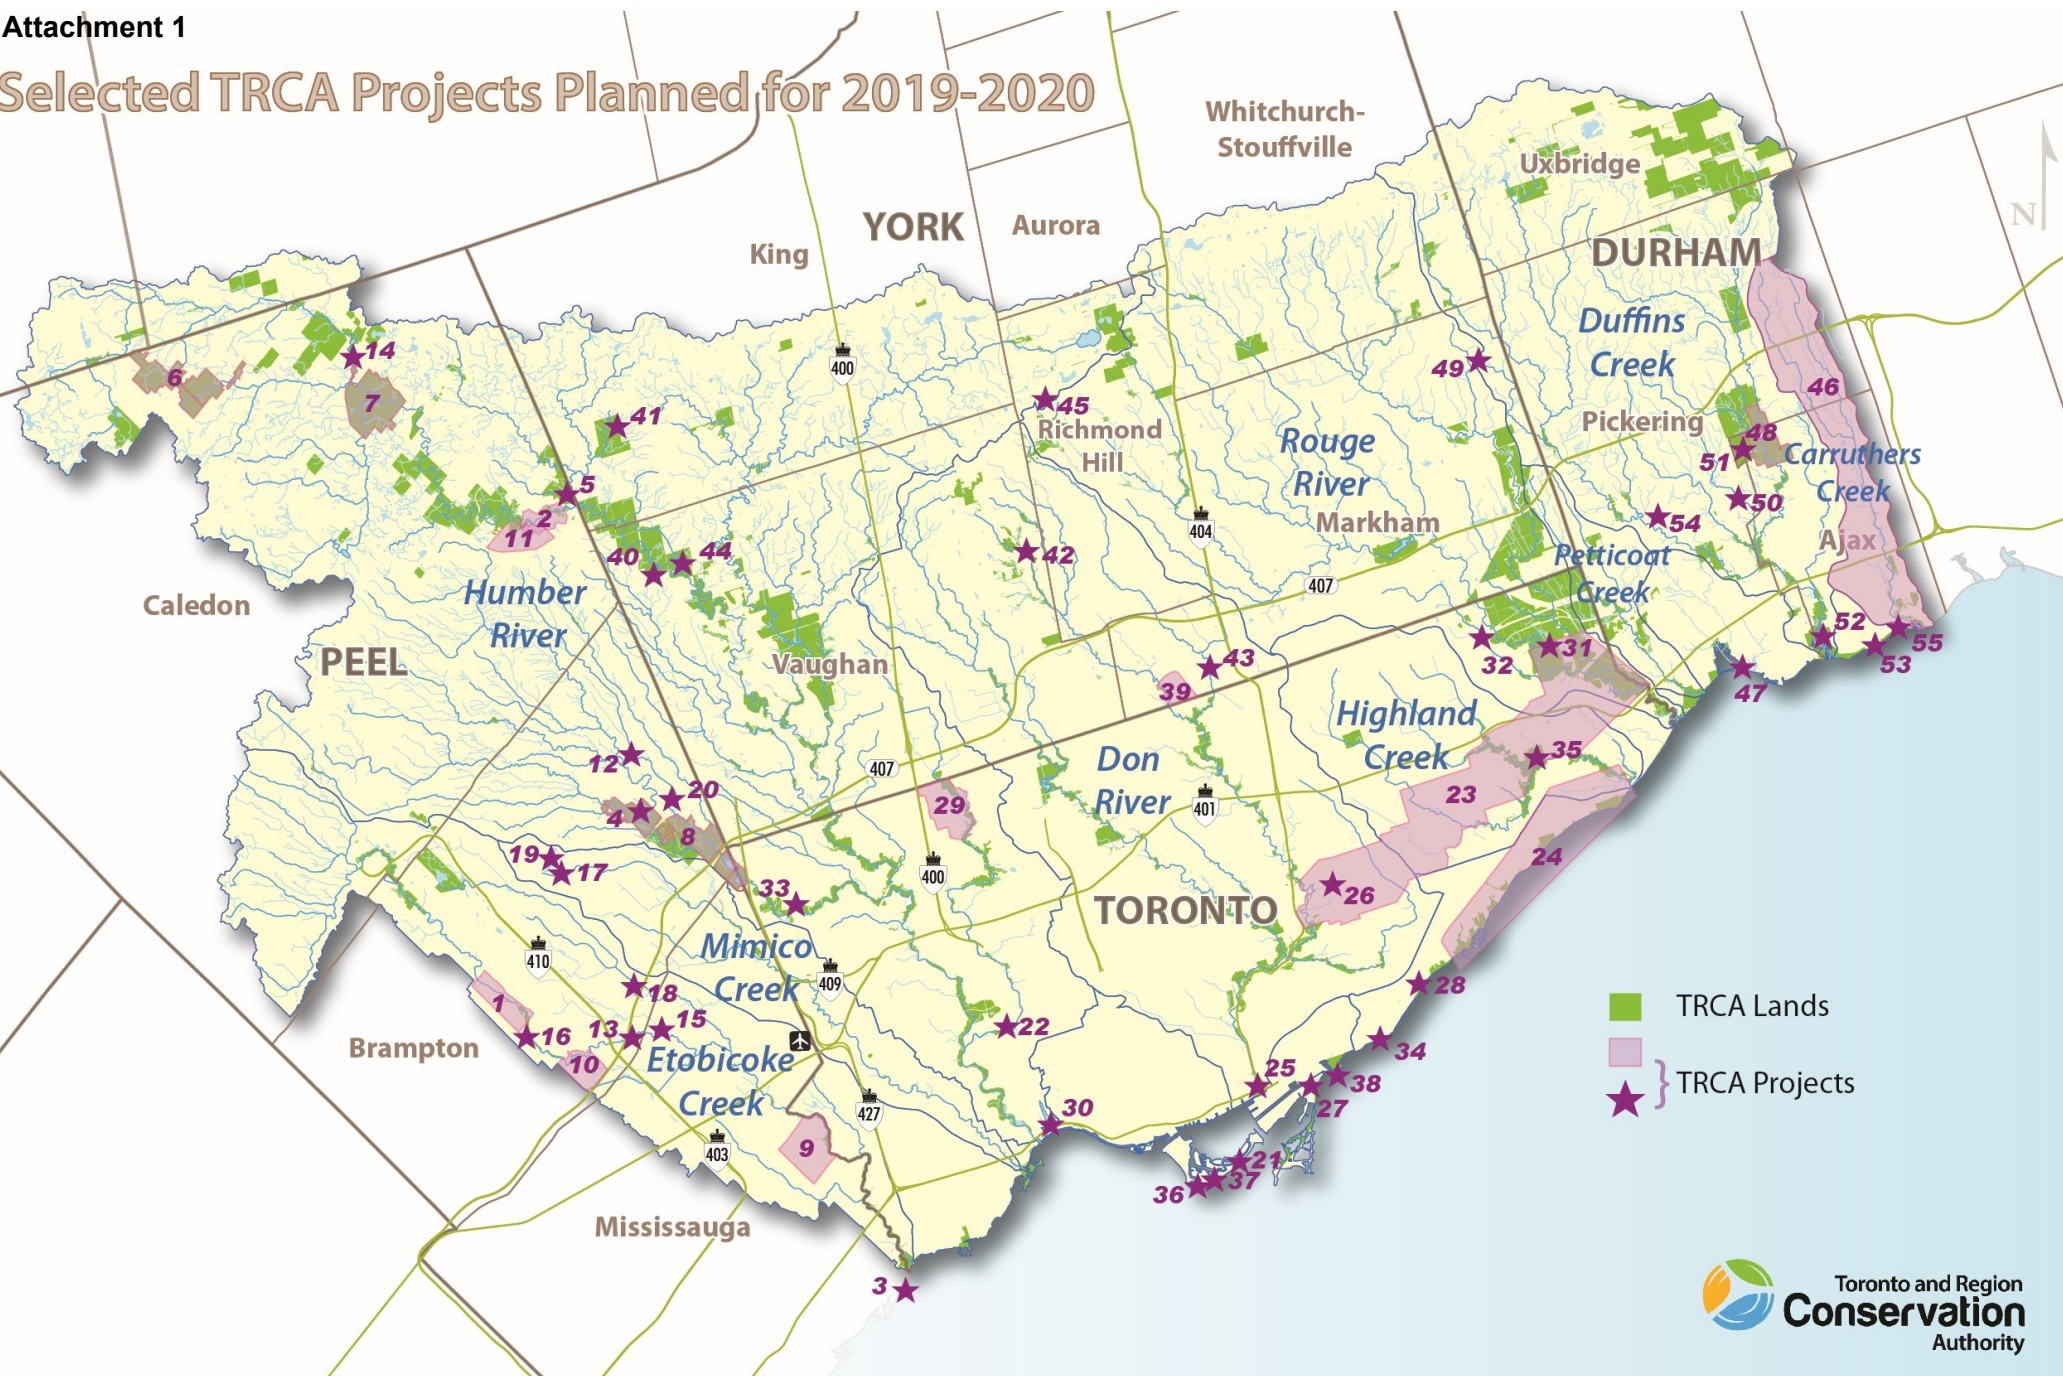 Attachment 1
Selected TRCA Projects Planned for 2019-2020
Whitchurch-
Stouffville
Uxbridge
YORK
Aurora
King
DURHAM
N
Duffins
Creek
14
6
7
400
49
46
41
45
Richmond
Hill
Rouge
River
Pickering
48
51
Carruthers
Creek
5
2
11
50
54
404
Markham
Ajax
40
44
42
Petticoat
Creek
407
Humber
River
Caledon
PEEL
Vaughan
43
39
32
31
52
55
53
47
Highland
Creek
12
20
4
8
407
29
Don
River
401
35
23
24
19
17
33
400
26
TORONTO
Mimico
Creek
410
409
18
28
1
16
13
15
22
Brampton
10
Etobicoke
Creek
34
25
38
27
427
30
403
9
21
37
36
Mississauga
3
TRCA Lands
TRCA Projects
Toronto and Region
Conservation
Authority